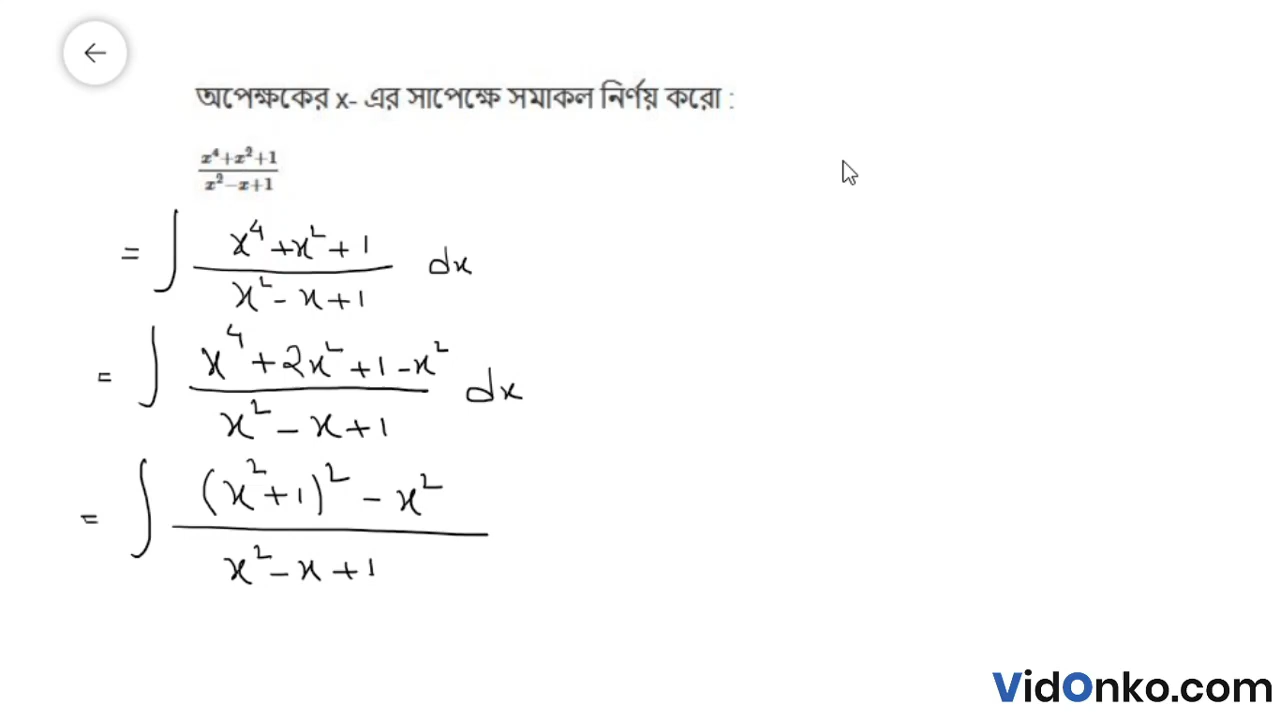 অপেক্ষকের x- এর সাপেক্ষে সমাকল নির্ণয় করো :
x⁴+x²+1
x²−x+1
= ∫ x⁴+x²+1 dx
x²-x+1
= ∫ x⁴+2x²+1-x² dx
x²-x+1
= ∫ (x²+1)²-x²
x²-x+1
VidOnko.com